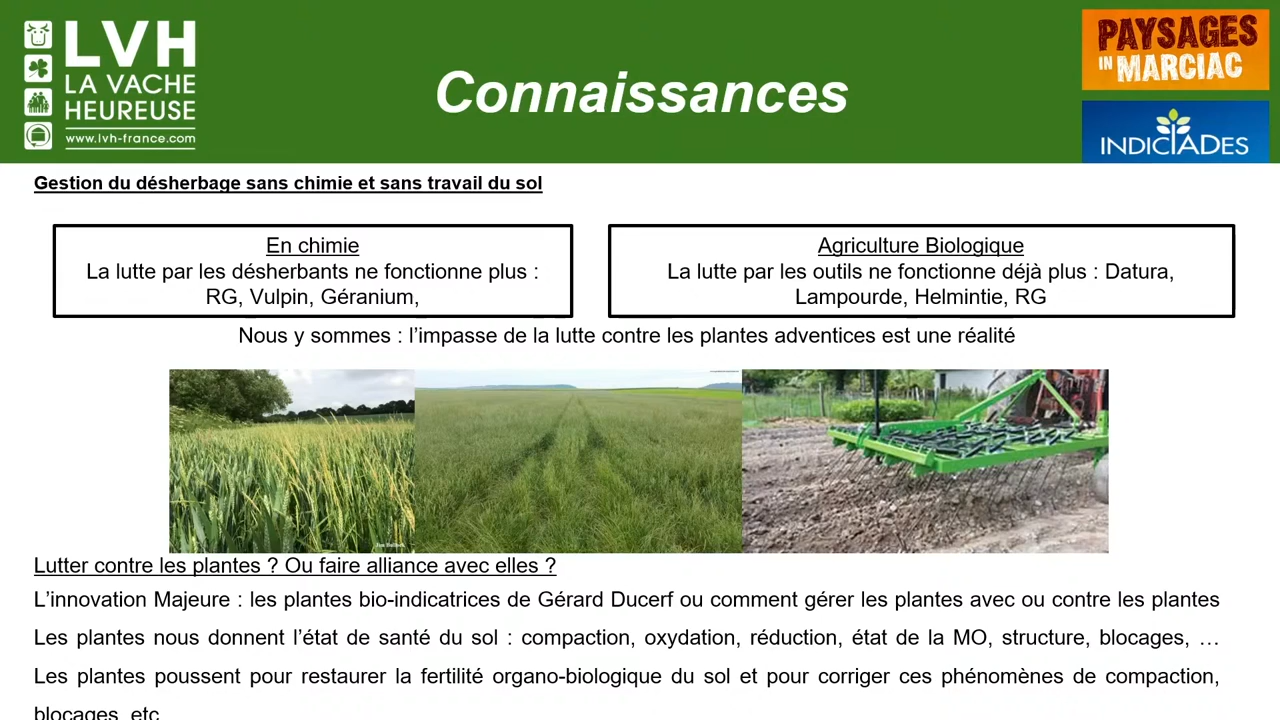 LVH
LA VACHE
HEUREUSE
www.lvh-france.com
Connaissances
PAYSAGES
IN MARCIAC
INDICIADES
Gestion du désherbage sans chimie et sans travail du sol
En chimie
La lutte par les désherbants ne fonctionne plus :
RG, Vulpin, Géranium,
Agriculture Biologique
La lutte par les outils ne fonctionne déjà plus : Datura,
Lampourde, Helmintie, RG
Nous y sommes : l’impasse de la lutte contre les plantes adventices est une réalité
Lutter contre les plantes ? Ou faire alliance avec elles ?
L’innovation Majeure : les plantes bio-indicatrices de Gérard Ducerf ou comment gérer les plantes avec ou contre les plantes
Les plantes nous donnent l’état de santé du sol : compaction, oxydation, réduction, état de la MO, structure, blocages, …
Les plantes poussent pour restaurer la fertilité organo-biologique du sol et pour corriger ces phénomènes de compaction,
blocages, etc